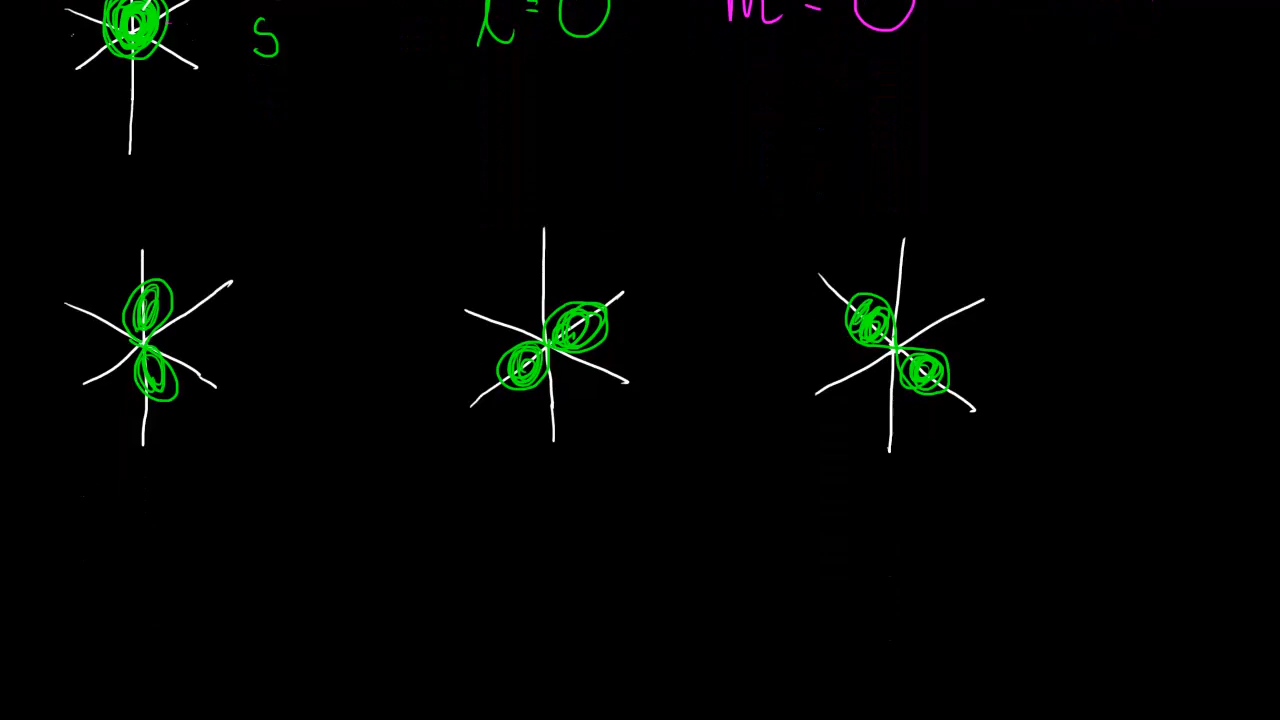 s l = 0 m = 0